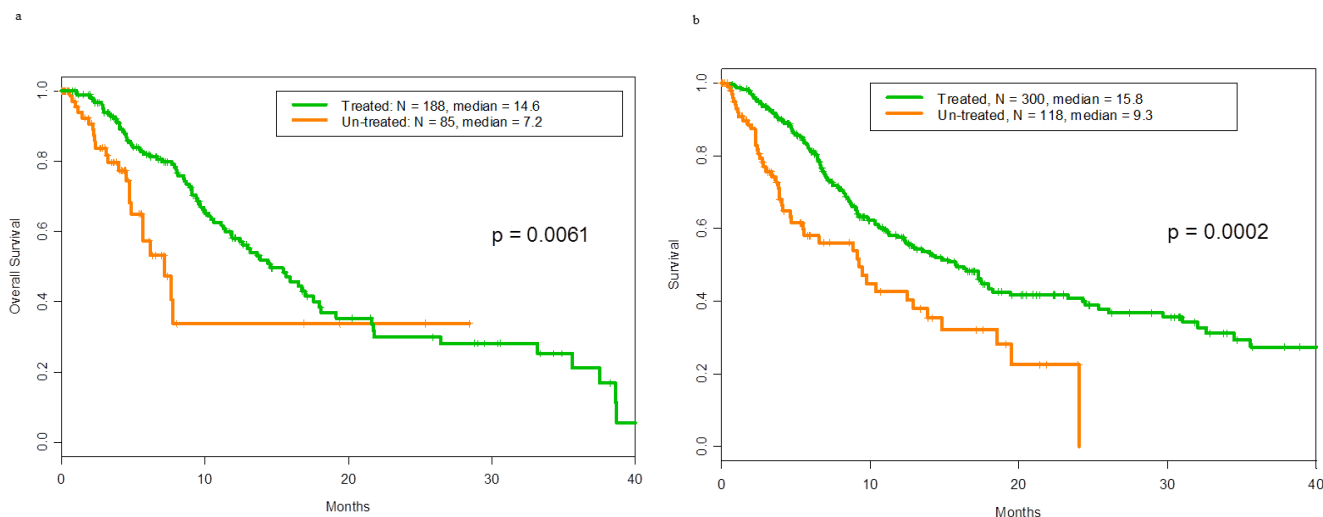 a
Overall Survival
1.0
0.8
0.6
0.4
0.2
0.0
Treated: N = 188, median = 14.6
Un-treated: N = 85, median = 7.2
p = 0.0061
0 10 20 30 40
Months
b
Survival
1.0
0.8
0.6
0.4
0.2
0.0
Treated, N = 300, median = 15.8
Un-treated, N = 118, median = 9.3
p = 0.0002
0 10 20 30 40
Months